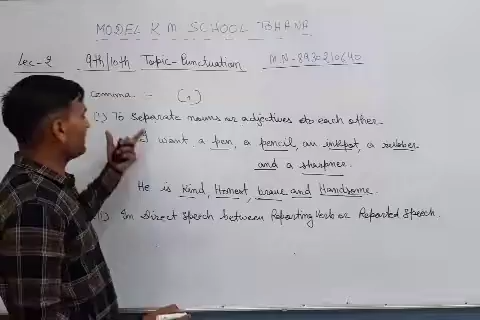 MODEL K M SCHOOL BHANA
Lec-2 9th/10th Topic-Punctuation M.N-8930210640
Comma - (,)
(i) To separate nouns or adjectives eto each other.
I want a pen, a pencil, an inkpot, a rubber
and a sharpner.
He is Kind, Honest, brave and Handsome.
(ii) In Direct Speech between Reporting Verb or Reported Speech.